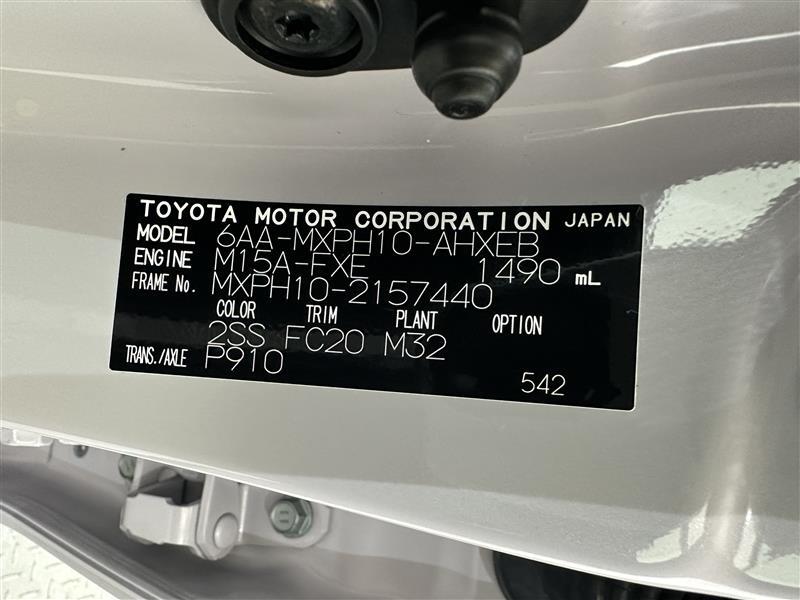 TOYOTA MOTOR CORPORATION JAPAN
MODEL 6AA-MXPH10-AHXEB
ENGINE M15A-FXE 1490 mL
FRAME No. MXPH10-2157440
COLOR TRIM PLANT OPTION
2SS FC20 M32
TRANS./AXLE P910
542